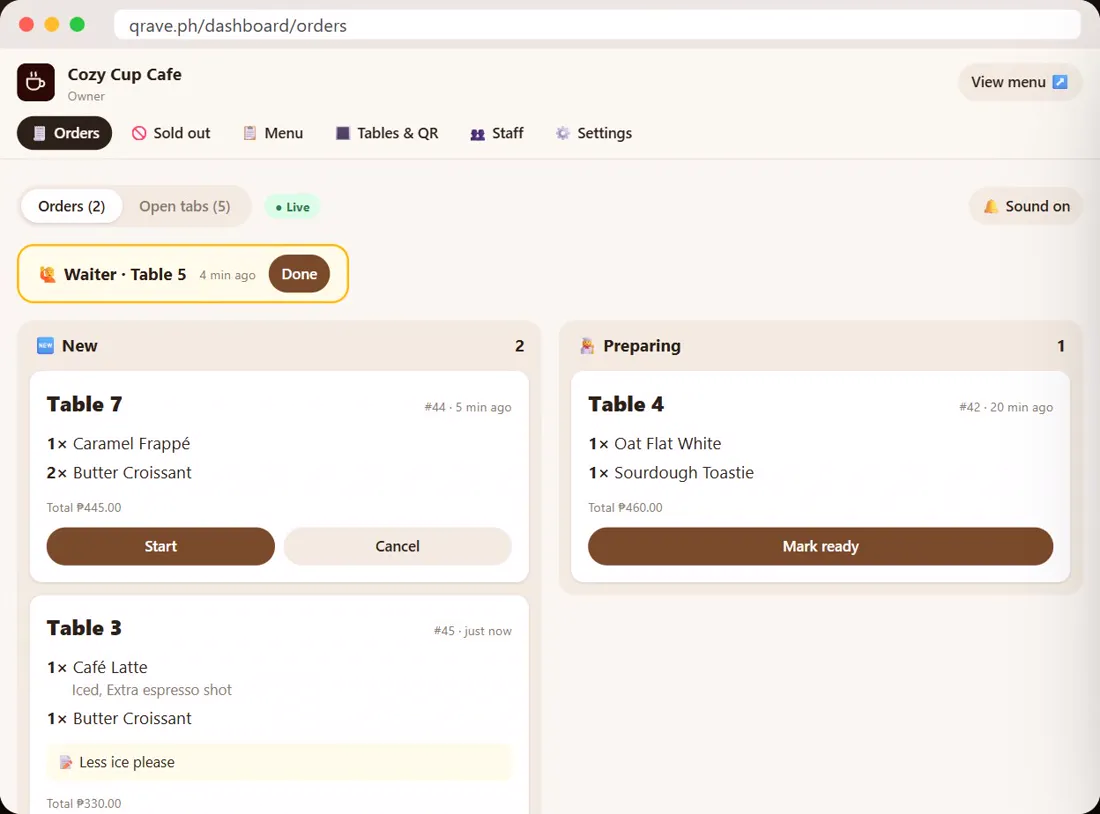 qrave.ph/dashboard/orders
Cozy Cup Cafe
Owner
View menu
Orders
Sold out
Menu
Tables & QR
Staff
Settings
Orders (2)
Open tabs (5)
● Live
Sound on
Waiter · Table 5
4 min ago
Done
NEW New
2
Table 7
#44 · 5 min ago
1× Caramel Frappé
2× Butter Croissant
Total ₱445.00
Start
Cancel
Table 3
#45 · just now
1× Café Latte
Iced, Extra espresso shot
1× Butter Croissant
Less ice please
Total ₱330.00
Preparing
1
Table 4
#42 · 20 min ago
1× Oat Flat White
1× Sourdough Toastie
Total ₱460.00
Mark ready